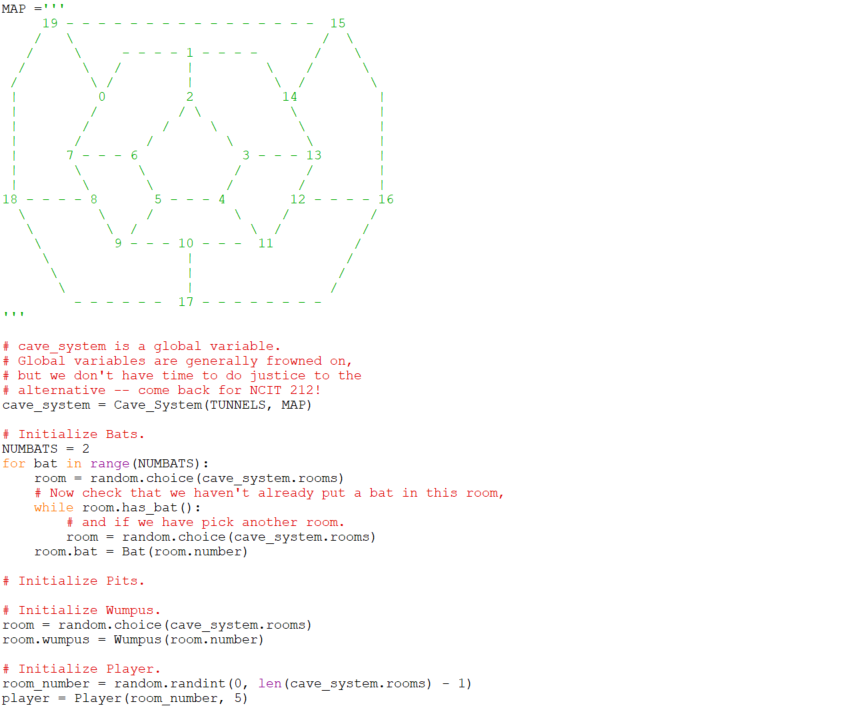 MAP ='''
     19 - - - - - - - - - - - - - - - -  15
    /   \                               / \
   /     \     - - - - 1 - - - -       /    \
  /       \   /        |         \    /      \
 /         \ /         |          \  /        \
 |          0          2           14          |
 |         /         / \            \          |
 |        /         /     \          \         |
 |       /        /         \         \        |
 |      7 - - - 6             3 - - - 13       |
 |       \       \           /        /        |
 |        \       \         /        /         |
18 - - - - 8       5 - - - 4        12 - - - - 16
  \         \     /          \     /          /
   \         \  /              \  /          /
    \         9 - - - 10 - - -  11          /
     \                 |                   /
      \                |                  /
       \               |                 /
         - - - - - -  17 - - - - - - - -
'''
# cave_system is a global variable.
# Global variables are generally frowned on,
# but we don't have time to do justice to the
# alternative -- come back for NCIT 212!
cave_system = Cave_System(TUNNELS, MAP)
# Initialize Bats.
NUMBATS = 2
for bat in range(NUMBATS):
    room = random.choice(cave_system.rooms)
    # Now check that we haven't already put a bat in this room,
    while room.has_bat():
        # and if we have pick another room.
        room = random.choice(cave_system.rooms)
    room.bat = Bat(room.number)
# Initialize Pits.
# Initialize Wumpus.
room = random.choice(cave_system.rooms)
room.wumpus = Wumpus(room.number)
# Initialize Player.
room_number = random.randint(0, len(cave_system.rooms) - 1)
player = Player(room_number, 5)